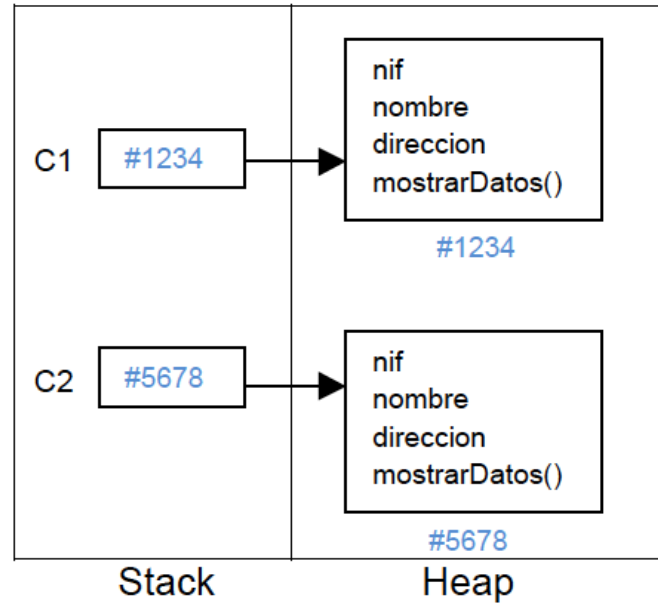 nif
nombre
C1 #1234 direccion
mostrarDatos()
#1234
nif
C2 #5678 nombre
direccion
mostrarDatos()
#5678
Stack Heap